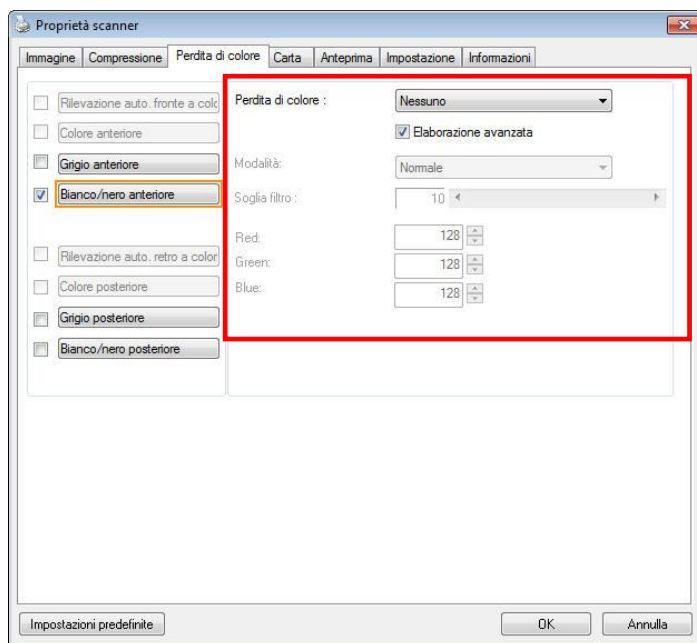 Proprietà scanner
Immagine Compressione Perdita di colore Carta Anteprima Impostazione Informazioni
Rilevazione auto. fronte a colo
Colore anteriore
Grigio anteriore
Bianco/nero anteriore
Rilevazione auto. retro a color
Colore posteriore
Grigio posteriore
Bianco/nero posteriore
Perdita di colore : Nessuno
Elaborazione avanzata
Modalità: Normale
Soglia filtro : 10
Red: 128
Green: 128
Blue: 128
Impostazioni predefinite OK Annulla